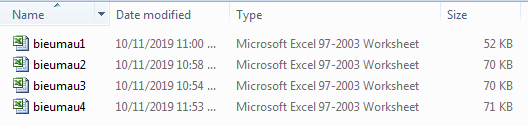 Name Date modified Type Size
bieumau1 10/11/2019 11:00 ... Microsoft Excel 97-2003 Worksheet 52 KB
bieumau2 10/11/2019 10:58 ... Microsoft Excel 97-2003 Worksheet 70 KB
bieumau3 10/11/2019 10:54 ... Microsoft Excel 97-2003 Worksheet 70 KB
bieumau4 10/11/2019 11:53 ... Microsoft Excel 97-2003 Worksheet 71 KB